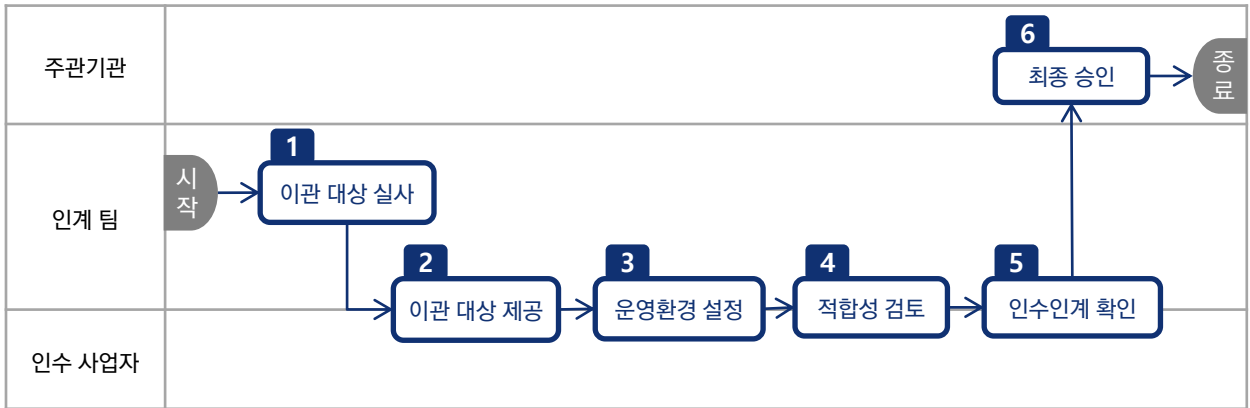 주관기관
6
최종 승인
종
료
인계 팀
시
작
1
이관 대상 실사
2
이관 대상 제공
3
운영환경 설정
4
적합성 검토
5
인수인계 확인
인수 사업자